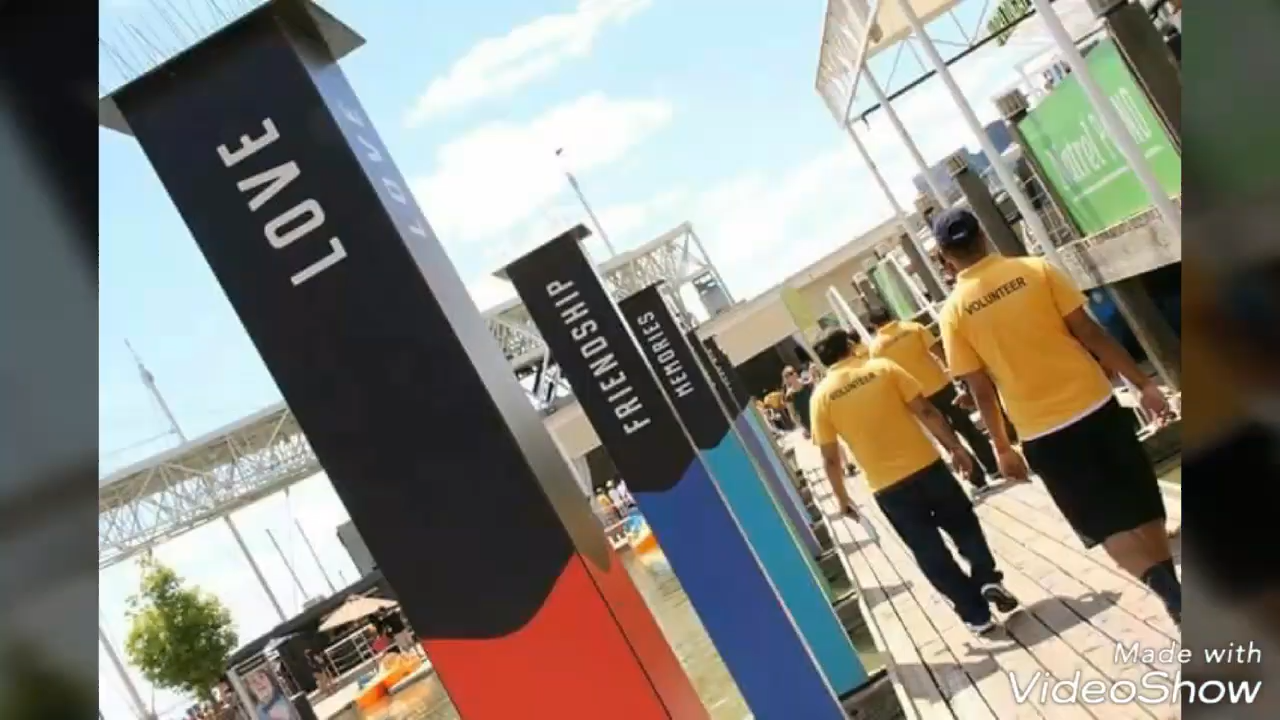 LOVE
LOVE
FRIENDSHIP
MEMORIES
VOLUNTEER
VOLUNTEER
Made with
VideoShow